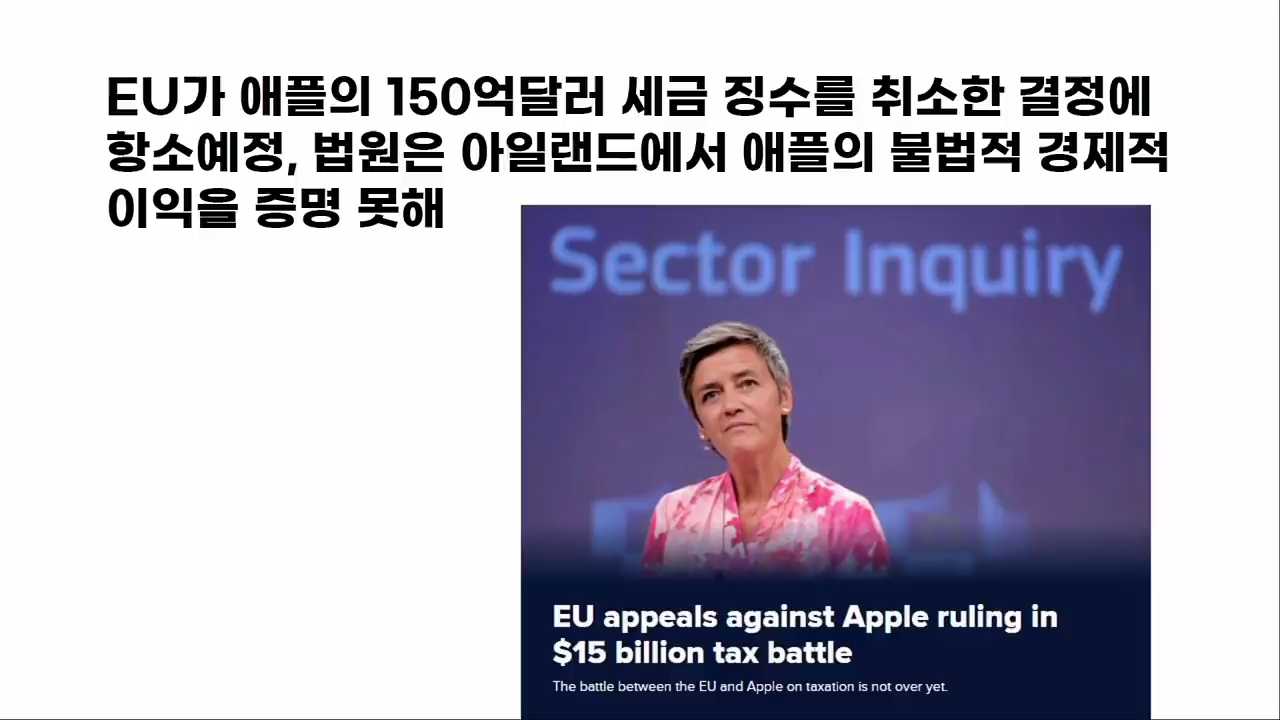 EU가 애플의 150억달러 세금 징수를 취소한 결정에
항소예정, 법원은 아일랜드에서 애플의 불법적 경제적
이익을 증명 못해
Sector Inquiry
EU appeals against Apple ruling in
$15 billion tax battle
The battle between the EU and Apple on taxation is not over yet.